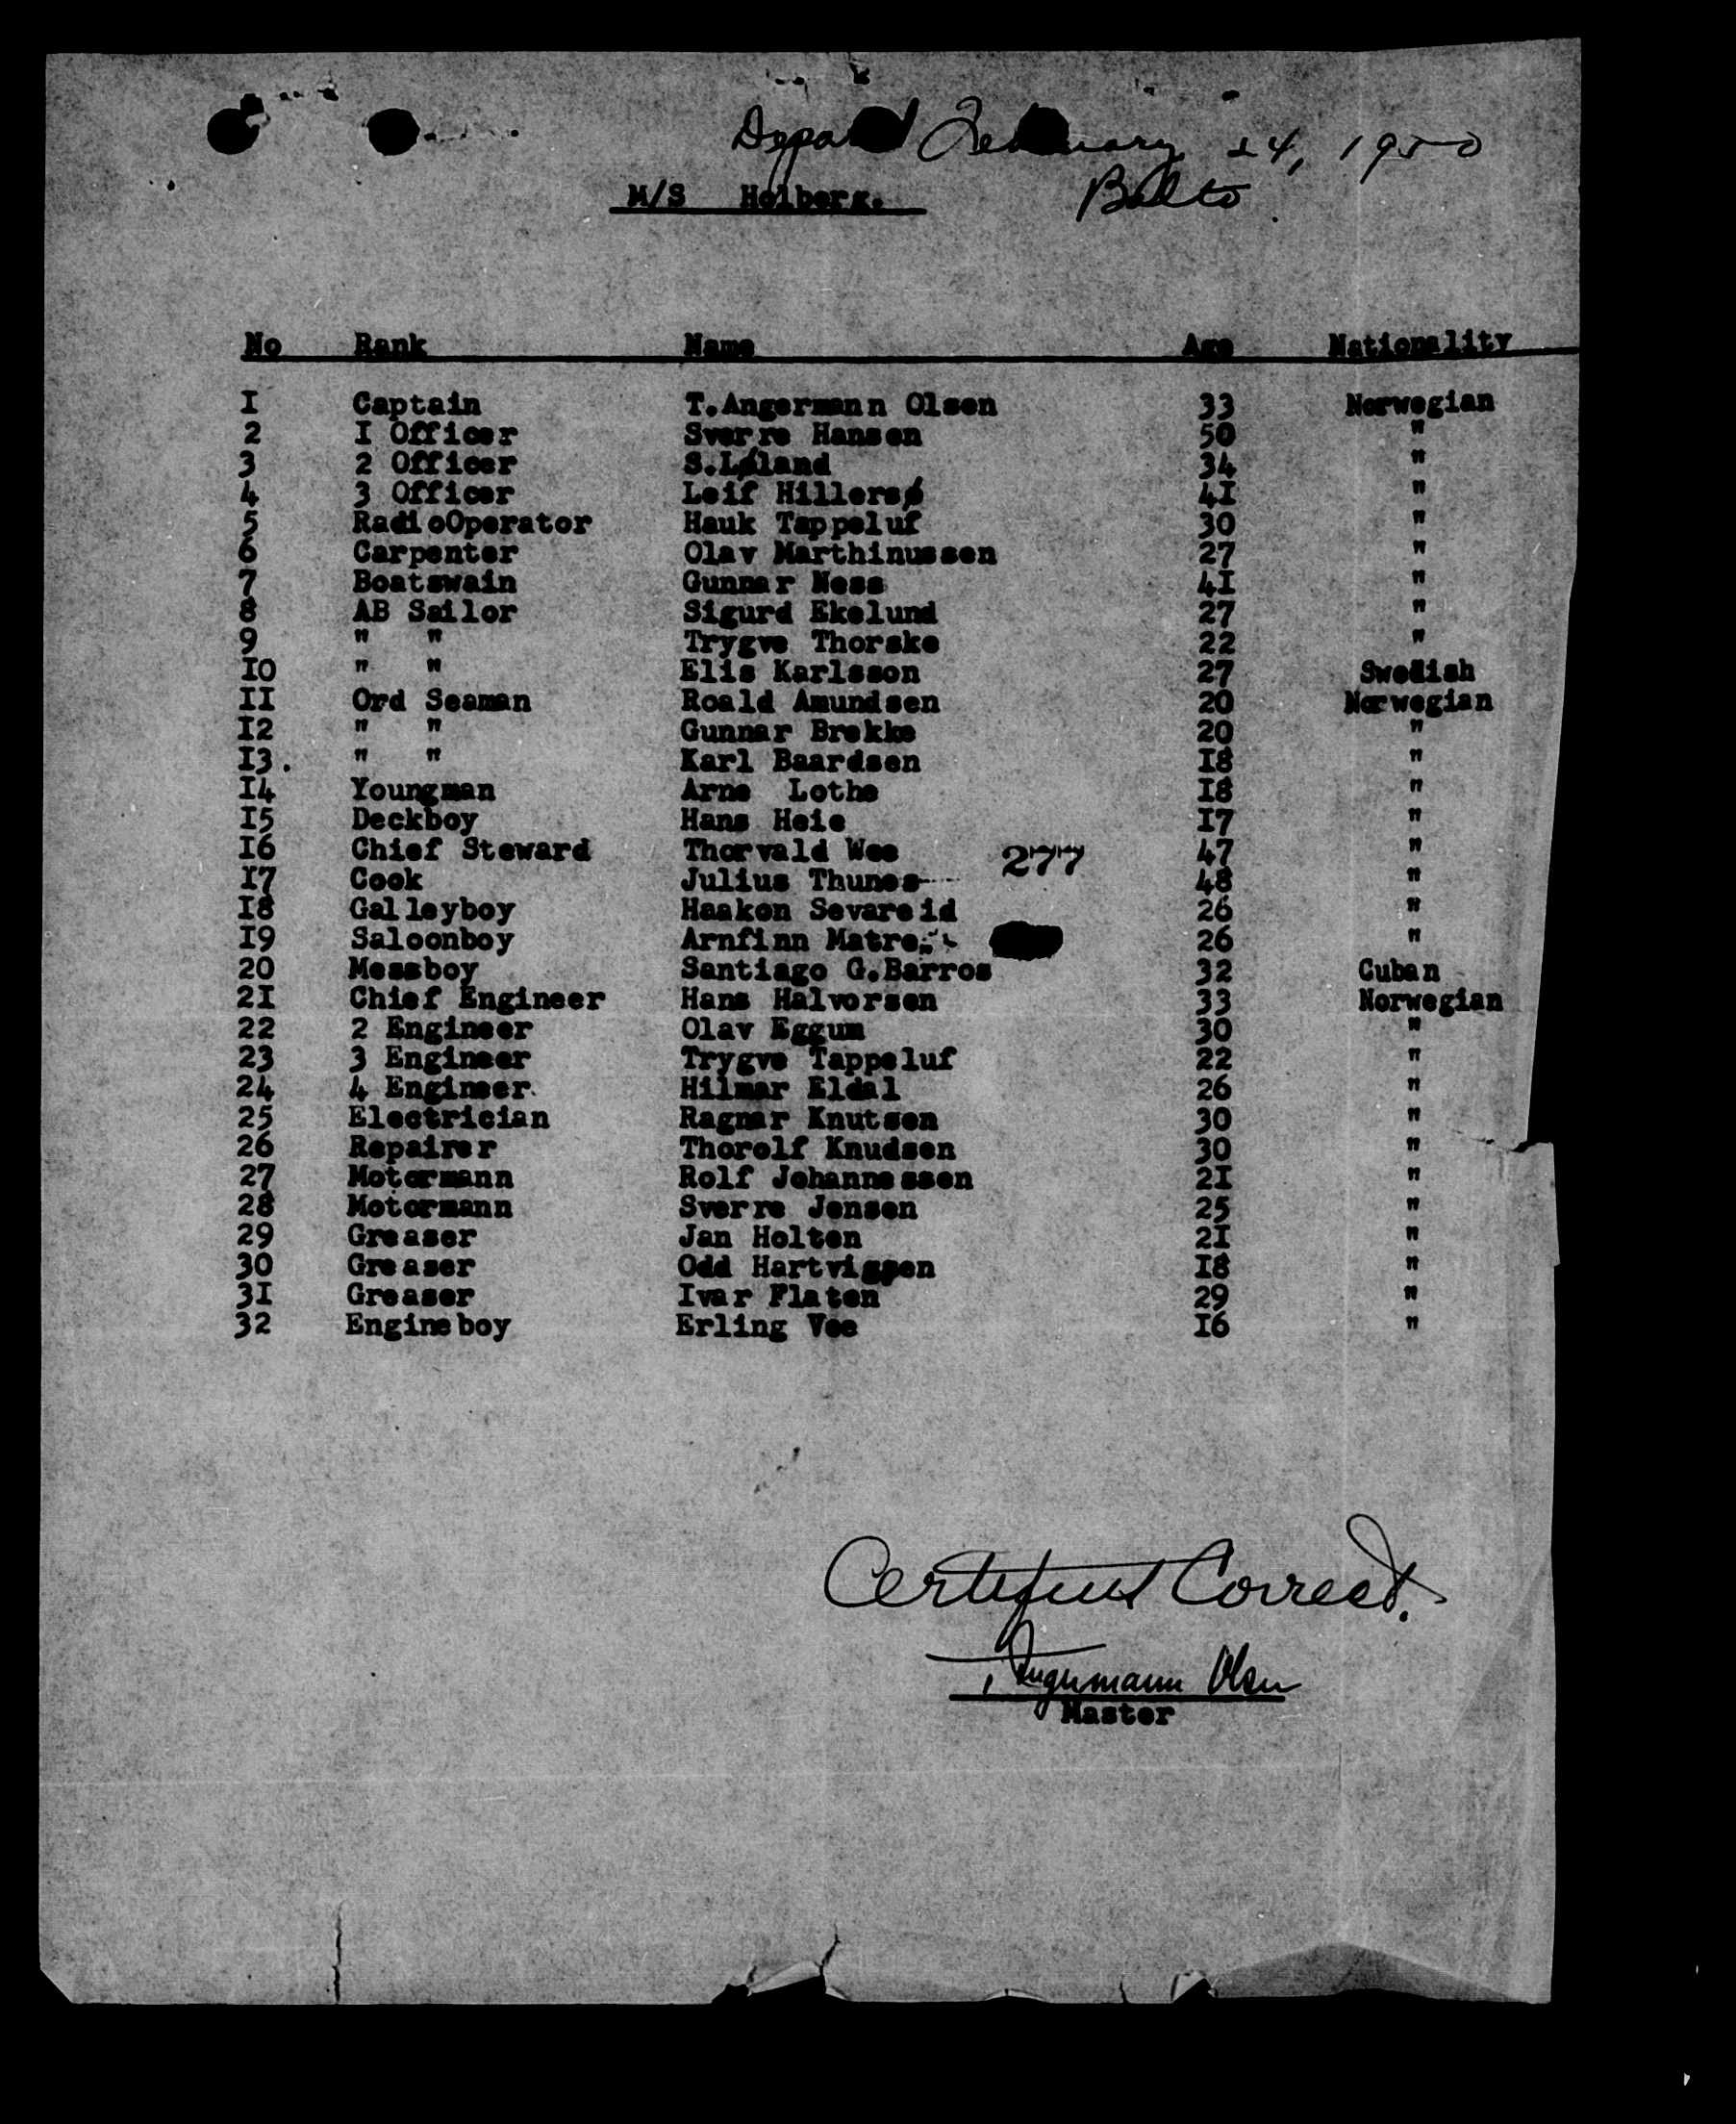 Depart February 24, 1950
M/S Holberg. Balto.
No Rank Name Age Nationality
I Captain T.Angermann Olsen 33 Norwegian
2 I Officer Sverre Hansen 50 "
3 2 Officer S.Løland 34 "
4 3 Officer Leif Hillersø 4I "
5 RadioOperator Hauk Tappeluf 30 "
6 Carpenter Olav Marthinussen 27 "
7 Boatswain Gunnar Ness 4I "
8 AB Sailor Sigurd Ekelund 27 "
9 " " Trygve Thorske 22 "
I0 " " Elis Karlsson 27 Swedish
II Ord Seaman Roald Amundsen 20 Norwegian
I2 " " Gunnar Brekke 20 "
I3. " " Karl Baardsen I8 "
I4 Youngman Arne Lothe I8 "
I5 Deckboy Hans Heie I7 "
I6 Chief Steward Thorvald Wee 277 47 "
I7 Cook Julius Thunes 48 "
I8 Galleyboy Haakon Sevareid 26 "
I9 Saloonboy Arnfinn Matre 26 "
20 Messboy Santiago G.Barros 32 Cuban
2I Chief Engineer Hans Halvorsen 33 Norwegian
22 2 Engineer Olav Eggum 30 "
23 3 Engineer Trygve Tappeluf 22 "
24 4 Engineer Hilmar Eldal 26 "
25 Electrician Ragnar Knutsen 30 "
26 Repairer Thorolf Knudsen 30 "
27 Motormann Rolf Johannessen 2I "
28 Motormann Sverre Jensen 25 "
29 Greaser Jan Holten 2I "
30 Greaser Odd Hartvigsen I8 "
3I Greaser Ivar Flaten 29 "
32 Engineboy Erling Vee I6 "
Certified Correct.
T. Angermann Olsen
Master